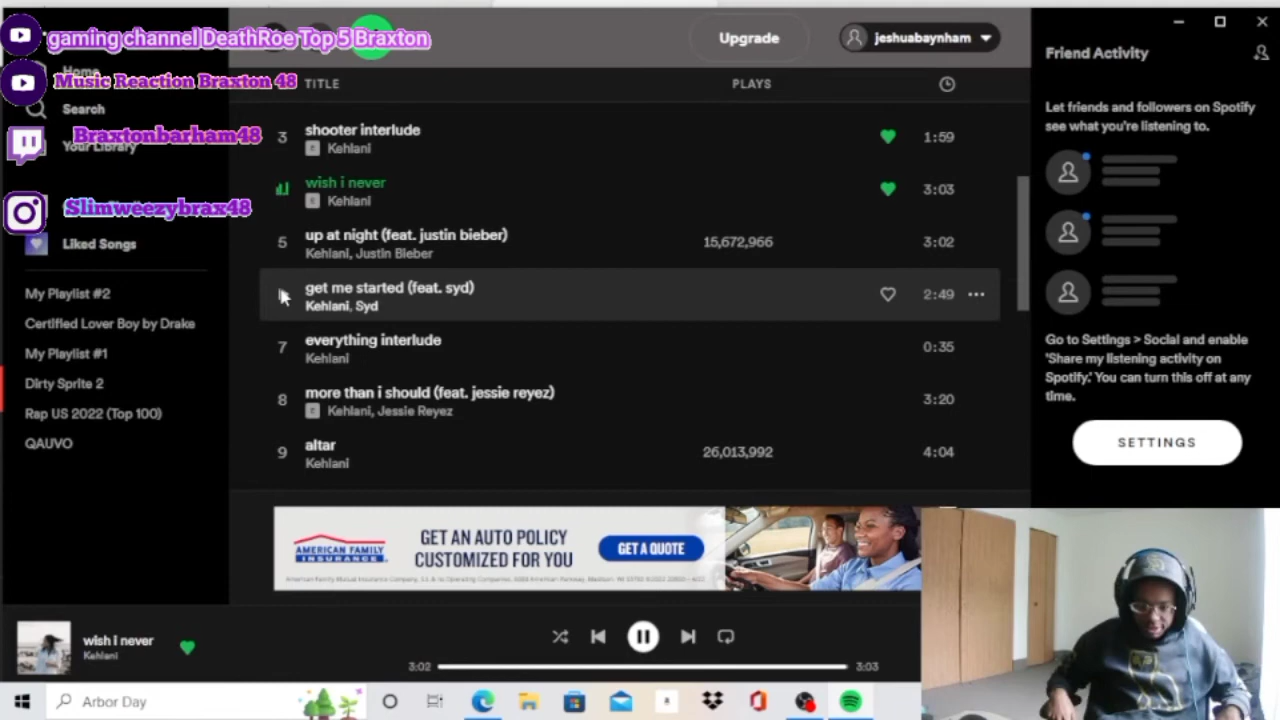 gaming channel DeathRoe Top 5 Braxton
Music Reaction Braxton 48
Braxtonbarham48
Slimweezybrax48
Home
Search
Your Library
Liked Songs
My Playlist #2
Certified Lover Boy by Drake
My Playlist #1
Dirty Sprite 2
Rap US 2022 (Top 100)
QAUVO
Upgrade
jeshuabaynham
TITLE PLAYS
3 shooter interlude 1:59
E Kehlani
wish i never 3:03
E Kehlani
5 up at night (feat. justin bieber) 15,672,966 3:02
Kehlani, Justin Bieber
get me started (feat. syd) 2:49
Kehlani, Syd
7 everything interlude 0:35
Kehlani
8 more than i should (feat. jessie reyez) 3:20
E Kehlani, Jessie Reyez
9 altar 26,013,992 4:04
Kehlani
Friend Activity
Let friends and followers on Spotify
see what you're listening to.
Go to Settings > Social and enable
'Share my listening activity on
Spotify.' You can turn this off at any
time.
SETTINGS
AMERICAN FAMILY
INSURANCE
GET AN AUTO POLICY
CUSTOMIZED FOR YOU
GET A QUOTE
wish i never
Kehlani
3:02
3:03
Arbor Day